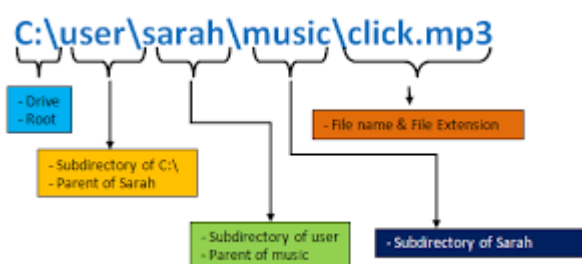 C:\user\sarah\music\click.mp3
- Drive
- Root
- File name & File Extension
- Subdirectory of C:\
- Parent of Sarah
- Subdirectory of user
- Parent of music
- Subdirectory of Sarah